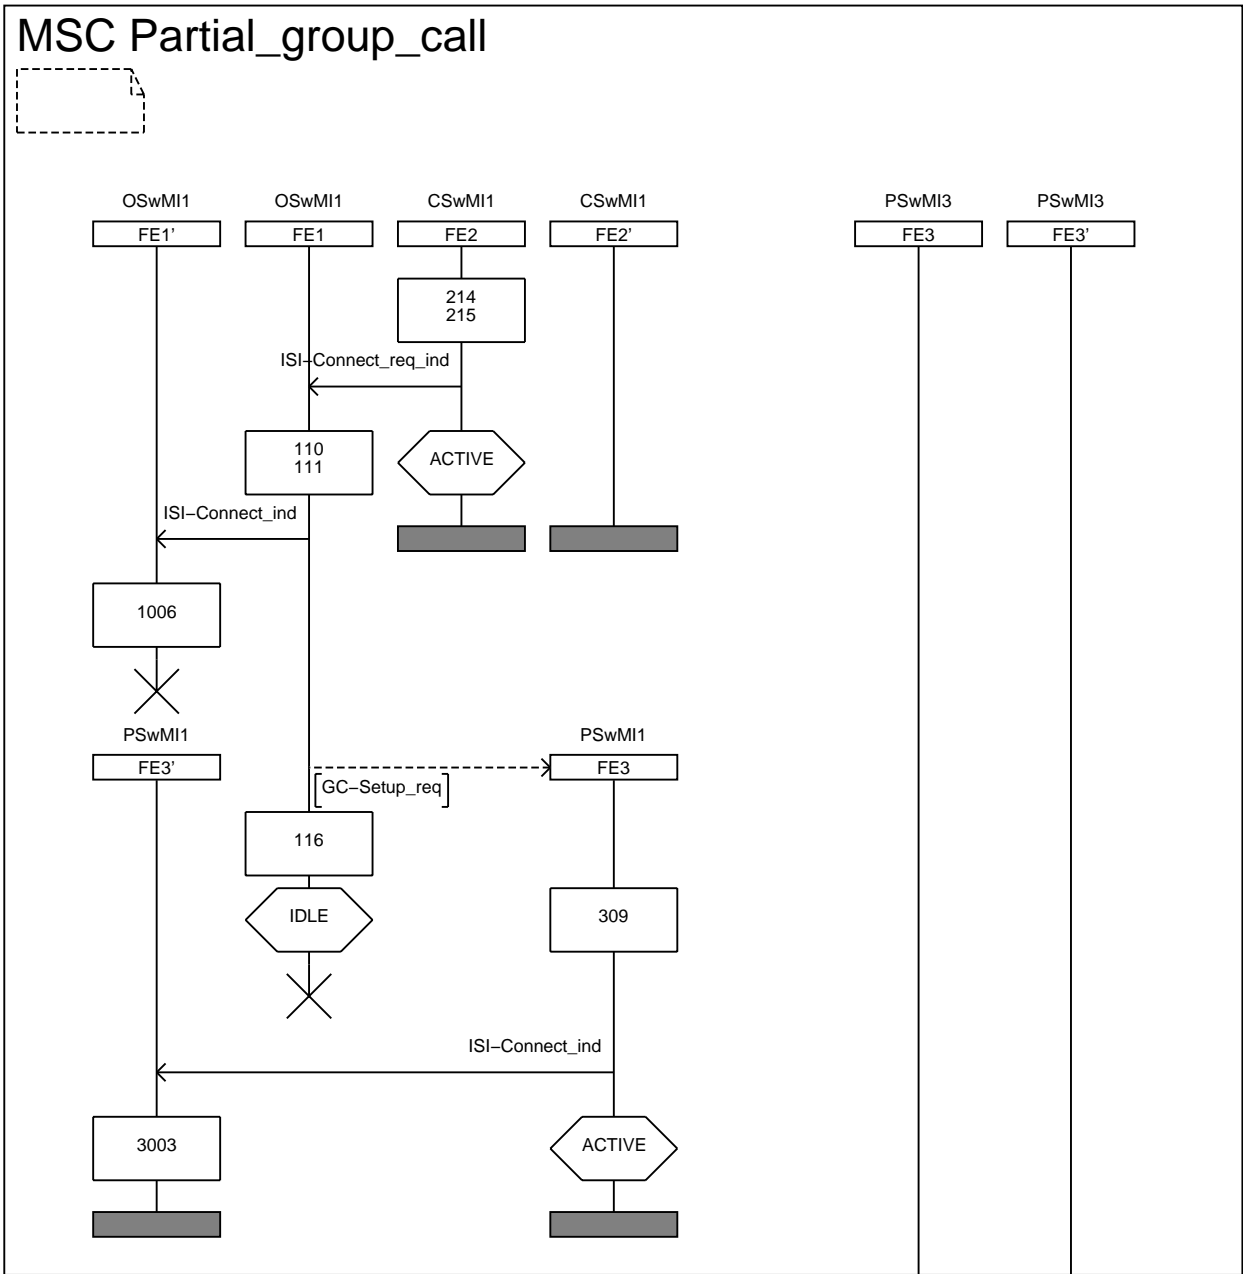 MSC Partial_group_call
OSwMI1 OSwMI1 CSwMI1 CSwMI1 PSwMI3 PSwMI3
FE1' FE1 FE2 FE2' FE3 FE3'
214
215
ISI–Connect_req_ind
110
111
ACTIVE
ISI–Connect_ind
1006
PSwMI1 PSwMI1
FE3' FE3
GC–Setup_req
116
IDLE 309
ISI–Connect_ind
3003 ACTIVE